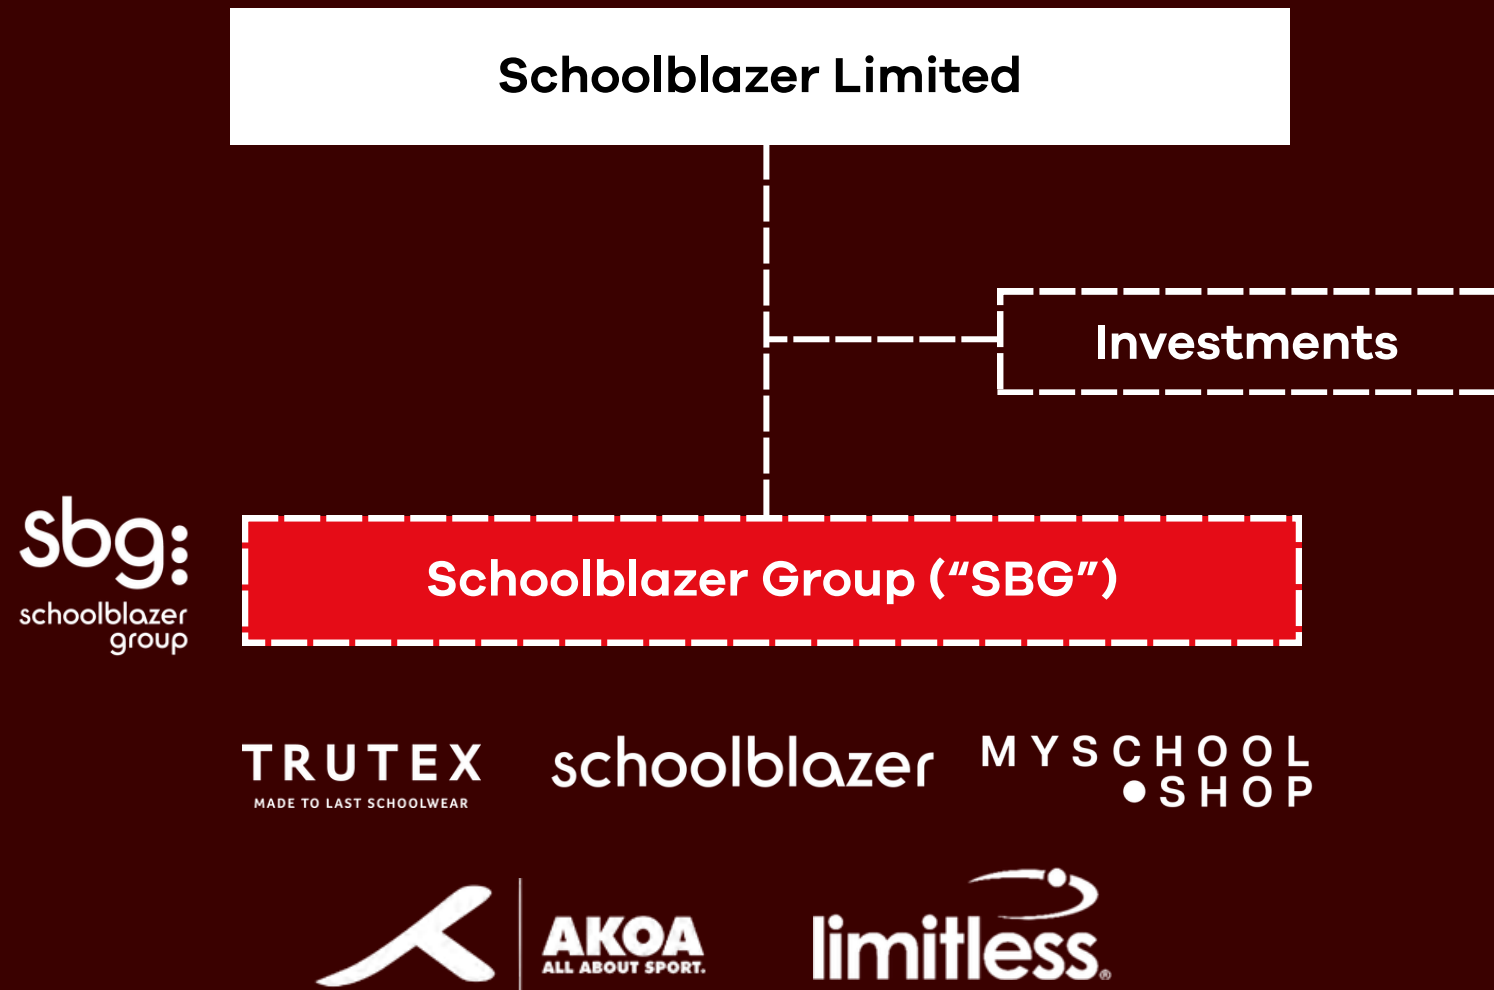 Schoolblazer Limited
Investments
sbg:
schoolblazer
group
Schoolblazer Group (“SBG”)
TRUTEX
MADE TO LAST SCHOOLWEAR
schoolblazer
MYSCHOOL
•SHOP
AKOA
ALL ABOUT SPORT.
limitless®